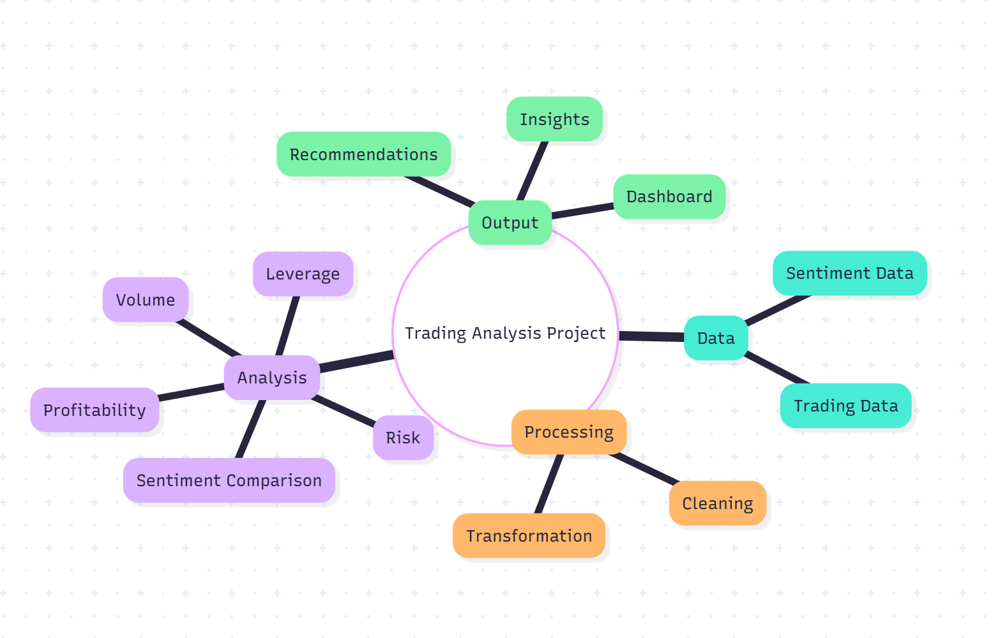 Insights
Recommendations
Dashboard
Output
Leverage
Sentiment Data
Volume
Trading Analysis Project
Data
Analysis
Profitability
Trading Data
Risk
Processing
Sentiment Comparison
Cleaning
Transformation